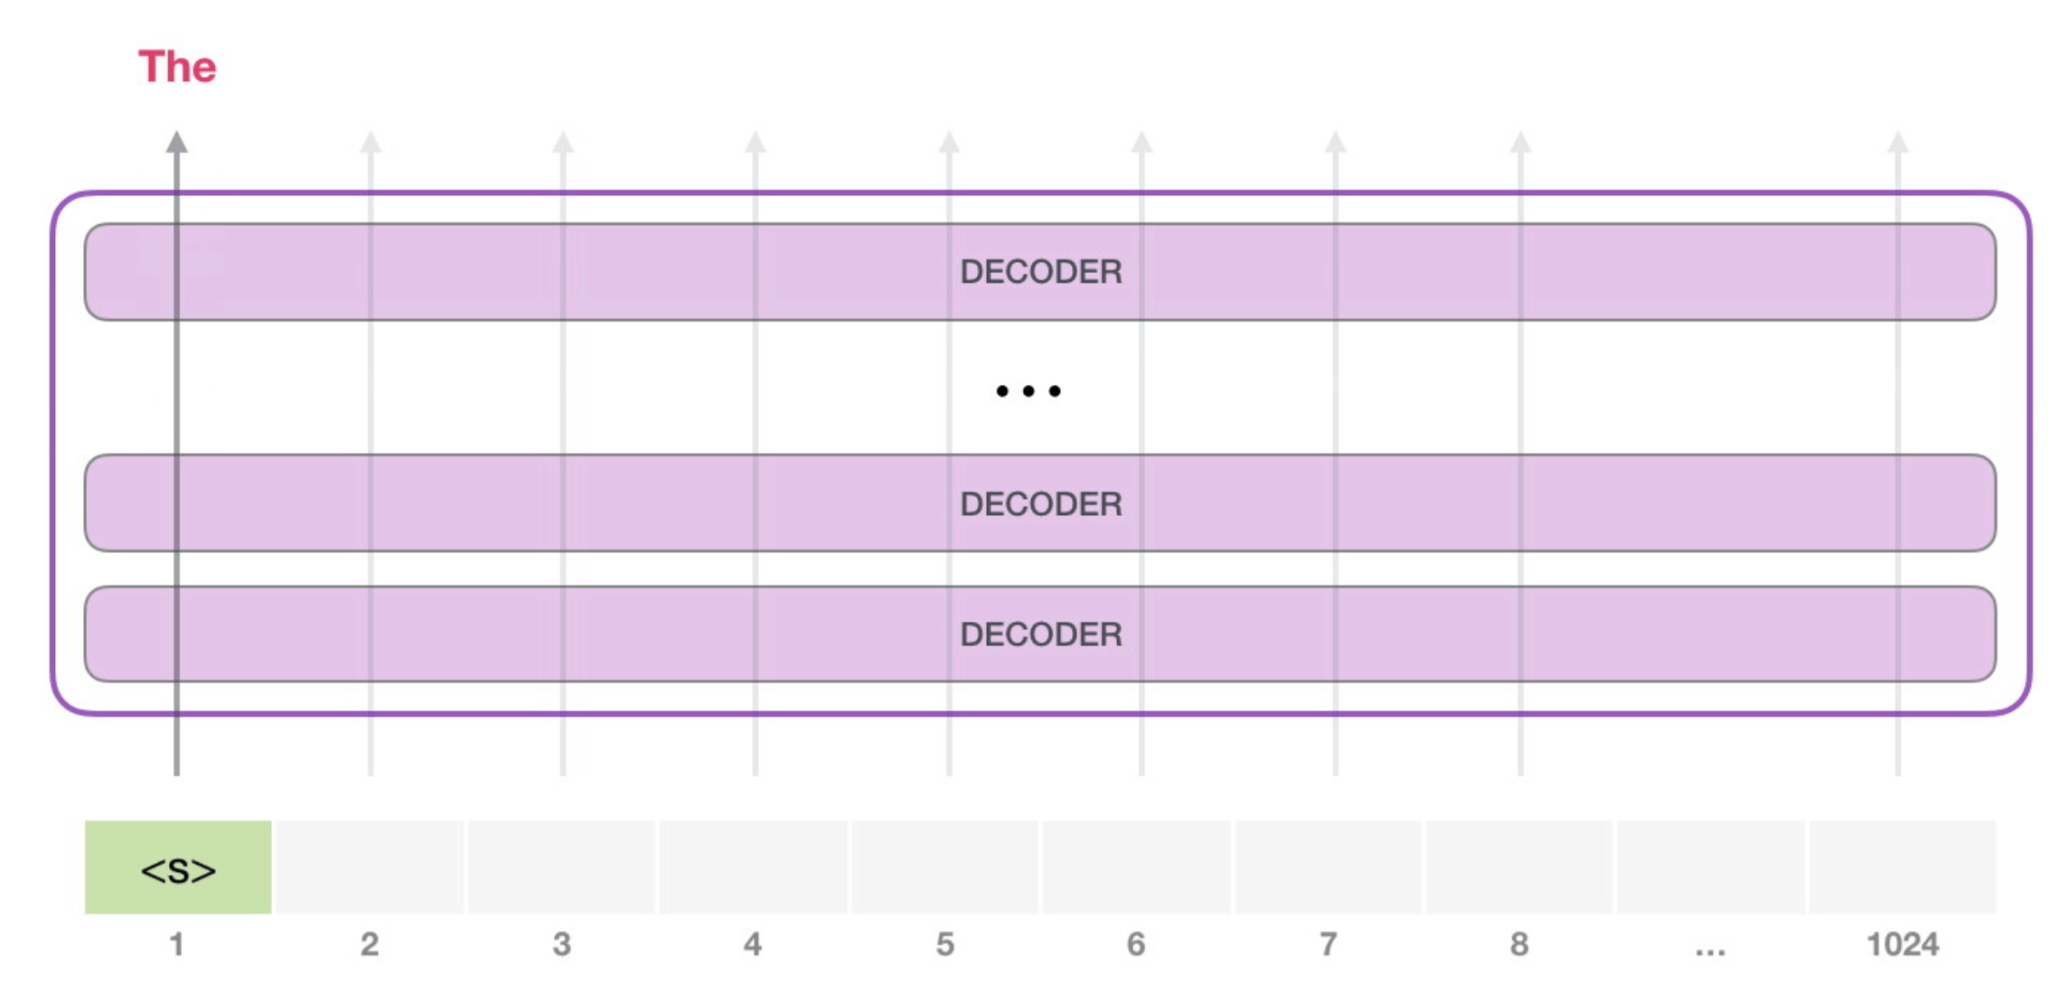 The
DECODER
...
DECODER
DECODER
<S>
1 2 3 4 5 6 7 8 ... 1024